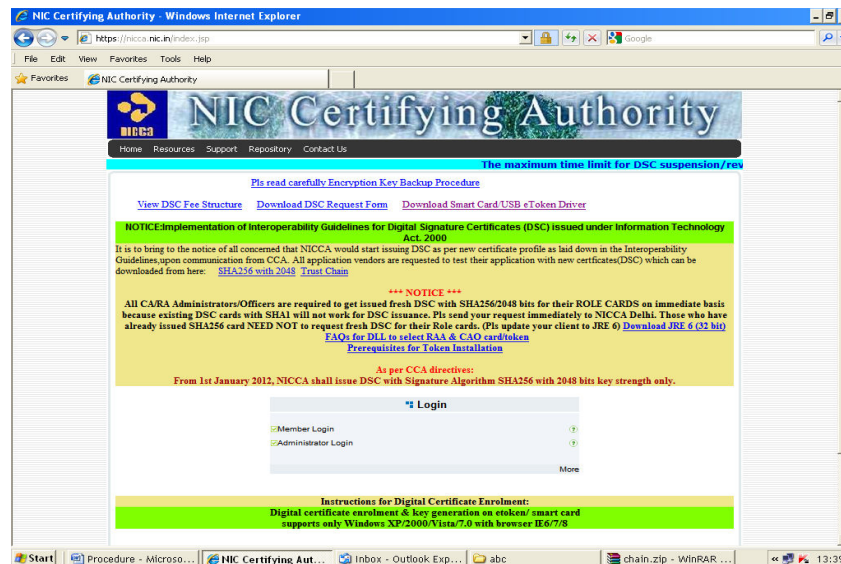 NIC Certifying Authority - Windows Internet Explorer
https://nicca.nic.in/index.jsp
Google
File Edit View Favorites Tools Help
Favorites NIC Certifying Authority
nicca
NIC Certifying Authority
Home Resources Support Repository Contact Us
The maximum time limit for DSC suspension/rev
Pls read carefully Encryption Key Backup Procedure
View DSC Fee Structure Download DSC Request Form Download Smart Card/USB eToken Driver
NOTICE:Implementation of Interoperability Guidelines for Digital Signature Certificates (DSC) issued under Information Technology
Act. 2000
It is to bring to the notice of all concerned that NICCA would start issuing DSC as per new certificate profile as laid down in the Interoperability
Guidelines,upon communication from CCA. All application vendors are requested to test their application with new certficates(DSC) which can be
downloaded from here: SHA256 with 2048 Trust Chain
*** NOTICE ***
All CA/RA Administrators/Officers are required to get issued fresh DSC with SHA256/2048 bits for their ROLE CARDS on immediate basis
because existing DSC cards with SHA1 will not work for DSC issuance. Pls send your request immediately to NICCA Delhi. Those who have
already issued SHA256 card NEED NOT to request fresh DSC for their Role cards. (Pls update your client to JRE 6) Download JRE 6 (32 bit)
FAQs for DLL to select RAA & CAO card/token
Prerequisites for Token Installation
As per CCA directives:
From 1st January 2012, NICCA shall issue DSC with Signature Algorithm SHA256 with 2048 bits key strength only.
Login
Member Login
Administrator Login
More
Instructions for Digital Certificate Enrolment:
Digital certificate enrolment & key generation on etoken/ smart card
supports only Windows XP/2000/Vista/7.0 with browser IE6/7/8
Start Procedure - Microso... NIC Certifying Aut... Inbox - Outlook Exp... abc chain.zip - WinRAR ... 13:39